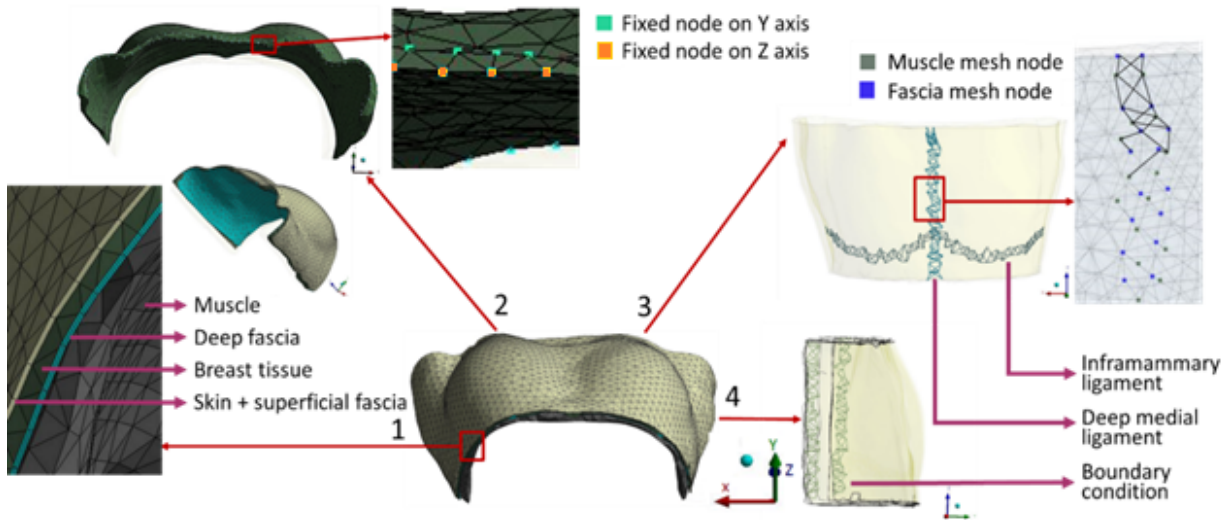 Fixed node on Y axis
Fixed node on Z axis
Muscle mesh node
Fascia mesh node
Muscle
Deep fascia
Breast tissue
Skin + superficial fascia
1
2
3
4
Y
Z
X
Inframammary
ligament
Deep medial
ligament
Boundary
condition